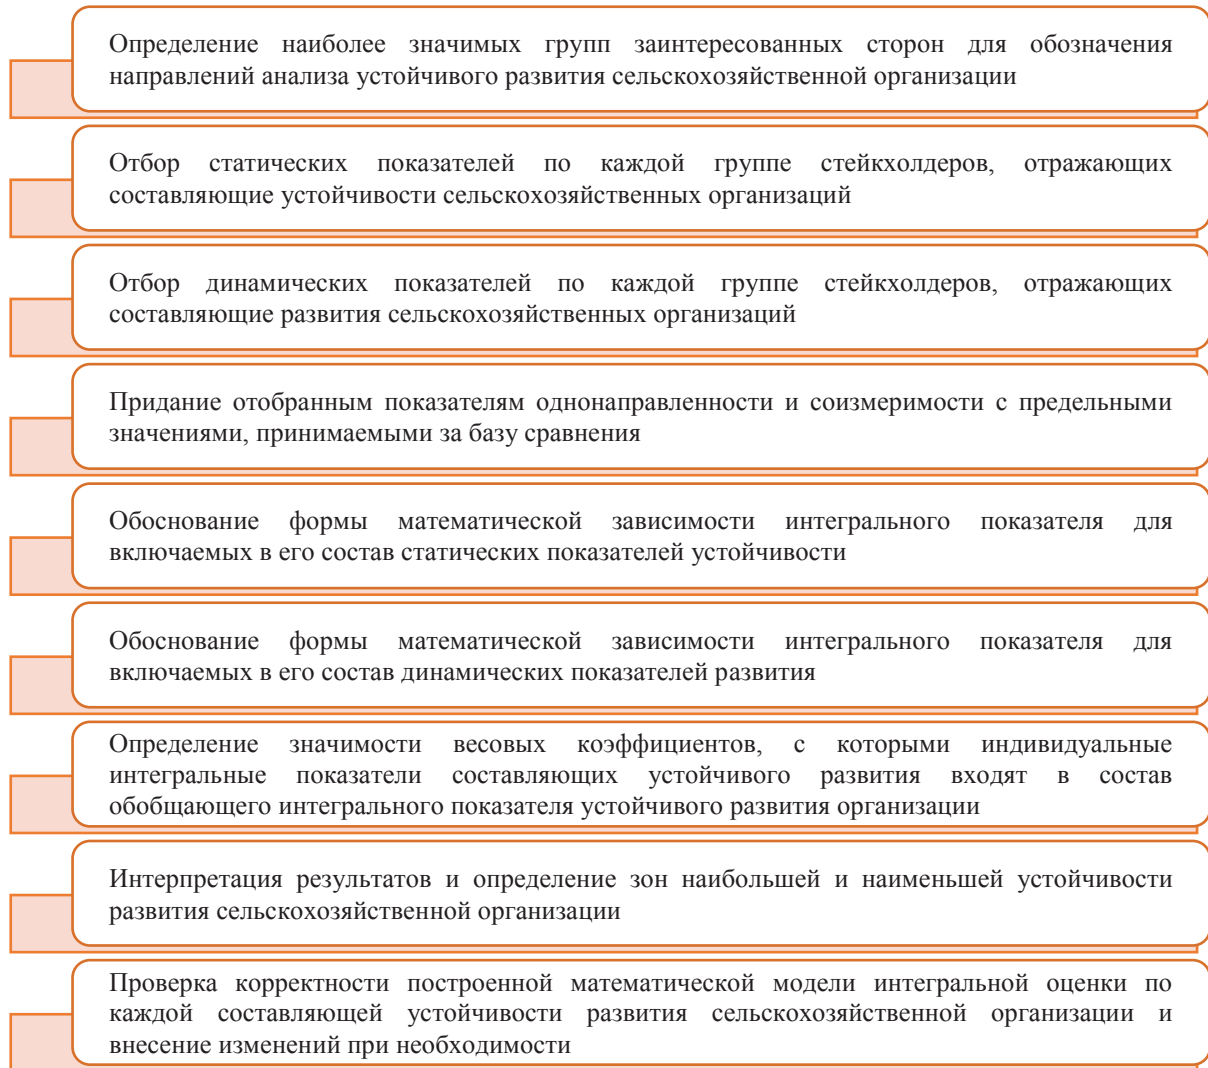 Определение наиболее значимых групп заинтересованных сторон для обозначения
направлений анализа устойчивого развития сельскохозяйственной организации
Отбор статических показателей по каждой группе стейкхолдеров, отражающих
составляющие устойчивости сельскохозяйственных организаций
Отбор динамических показателей по каждой группе стейкхолдеров, отражающих
составляющие развития сельскохозяйственных организаций
Придание отобранным показателям однонаправленности и соизмеримости с предельными
значениями, принимаемыми за базу сравнения
Обоснование формы математической зависимости интегрального показателя для
включаемых в его состав статических показателей устойчивости
Обоснование формы математической зависимости интегрального показателя для
включаемых в его состав динамических показателей развития
Определение значимости весовых коэффициентов, с которыми индивидуальные
интегральные показатели составляющих устойчивого развития входят в состав
обобщающего интегрального показателя устойчивого развития организации
Интерпретация результатов и определение зон наибольшей и наименьшей устойчивости
развития сельскохозяйственной организации
Проверка корректности построенной математической модели интегральной оценки по
каждой составляющей устойчивости развития сельскохозяйственной организации и
внесение изменений при необходимости